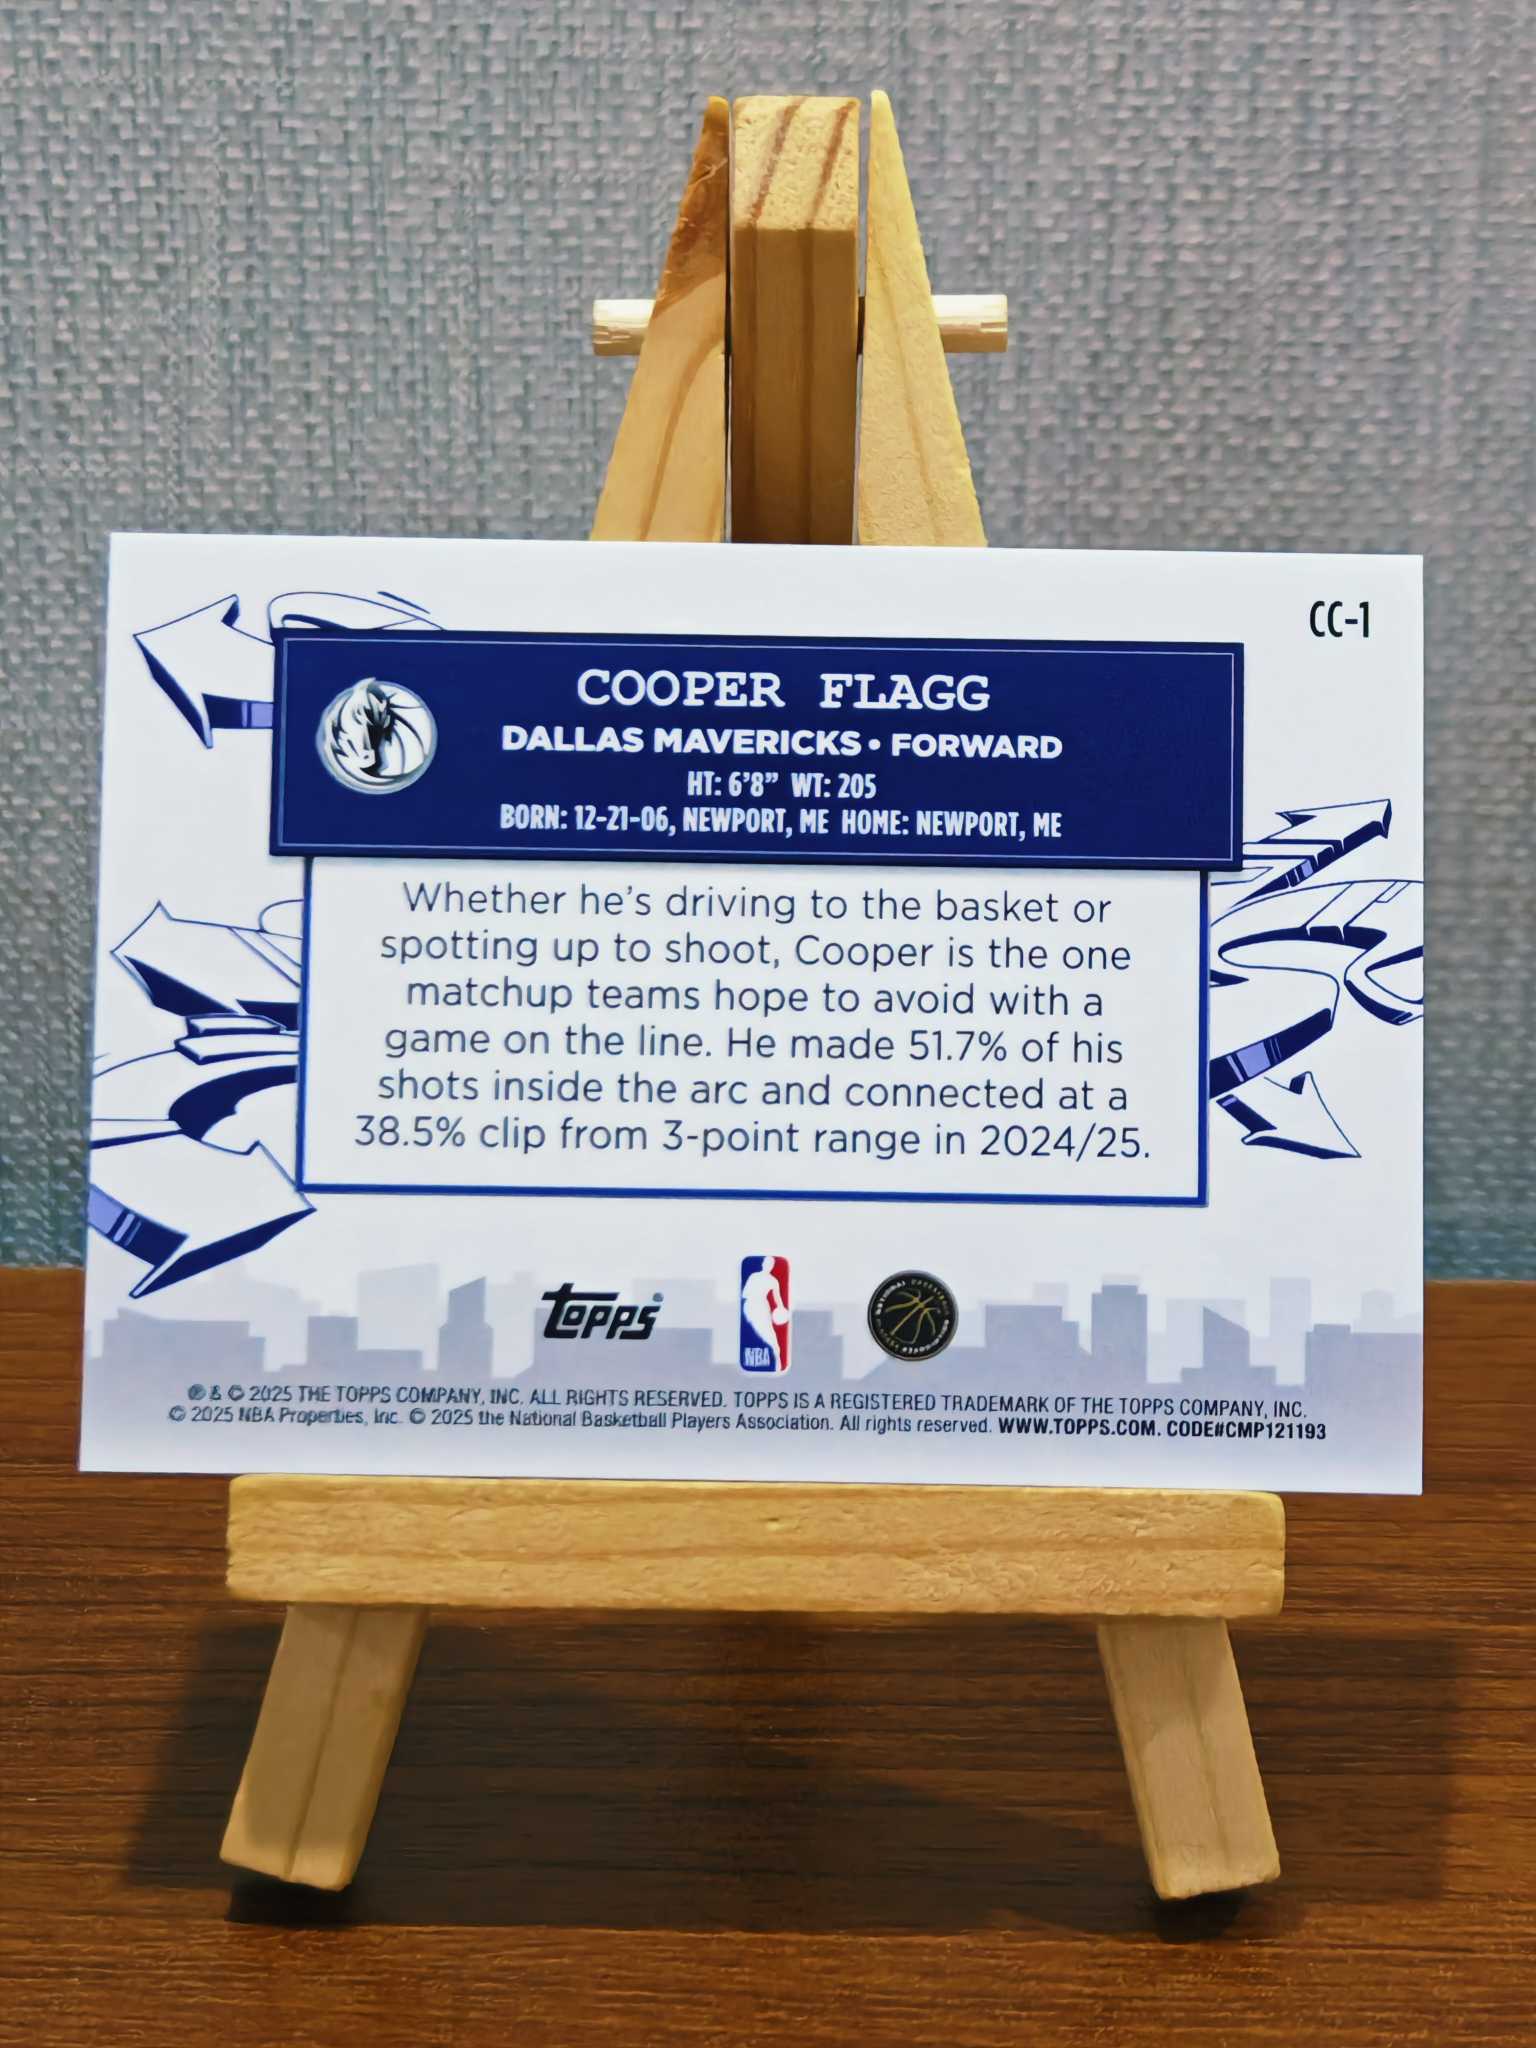 CC-1
COOPER FLAGG
DALLAS MAVERICKS • FORWARD
HT: 6'8" WT: 205
BORN: 12-21-06, NEWPORT, ME HOME: NEWPORT, ME
Whether he's driving to the basket or
spotting up to shoot, Cooper is the one
matchup teams hope to avoid with a
game on the line. He made 51.7% of his
shots inside the arc and connected at a
38.5% clip from 3-point range in 2024/25.
Topps
NBA
® & © 2025 THE TOPPS COMPANY, INC. ALL RIGHTS RESERVED. TOPPS IS A REGISTERED TRADEMARK OF THE TOPPS COMPANY, INC.
© 2025 NBA Properties, Inc. © 2025 the National Basketball Players Association. All rights reserved. WWW.TOPPS.COM. CODE#CMP121193